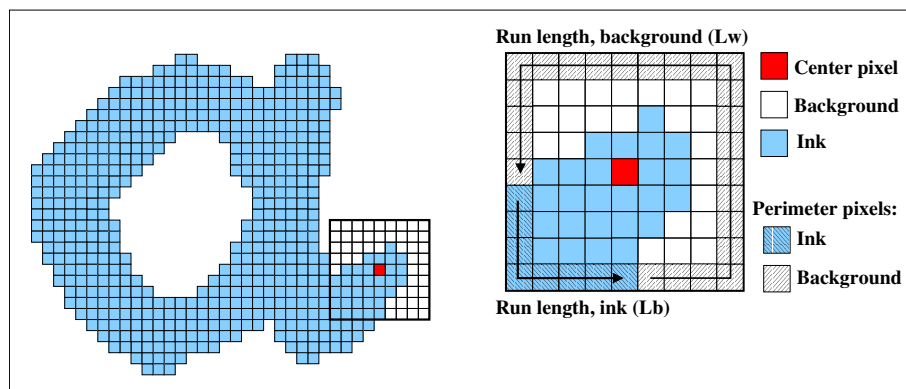 Run length, background (Lw)
Center pixel
Background
Ink
Perimeter pixels:
Ink
Background
Run length, ink (Lb)